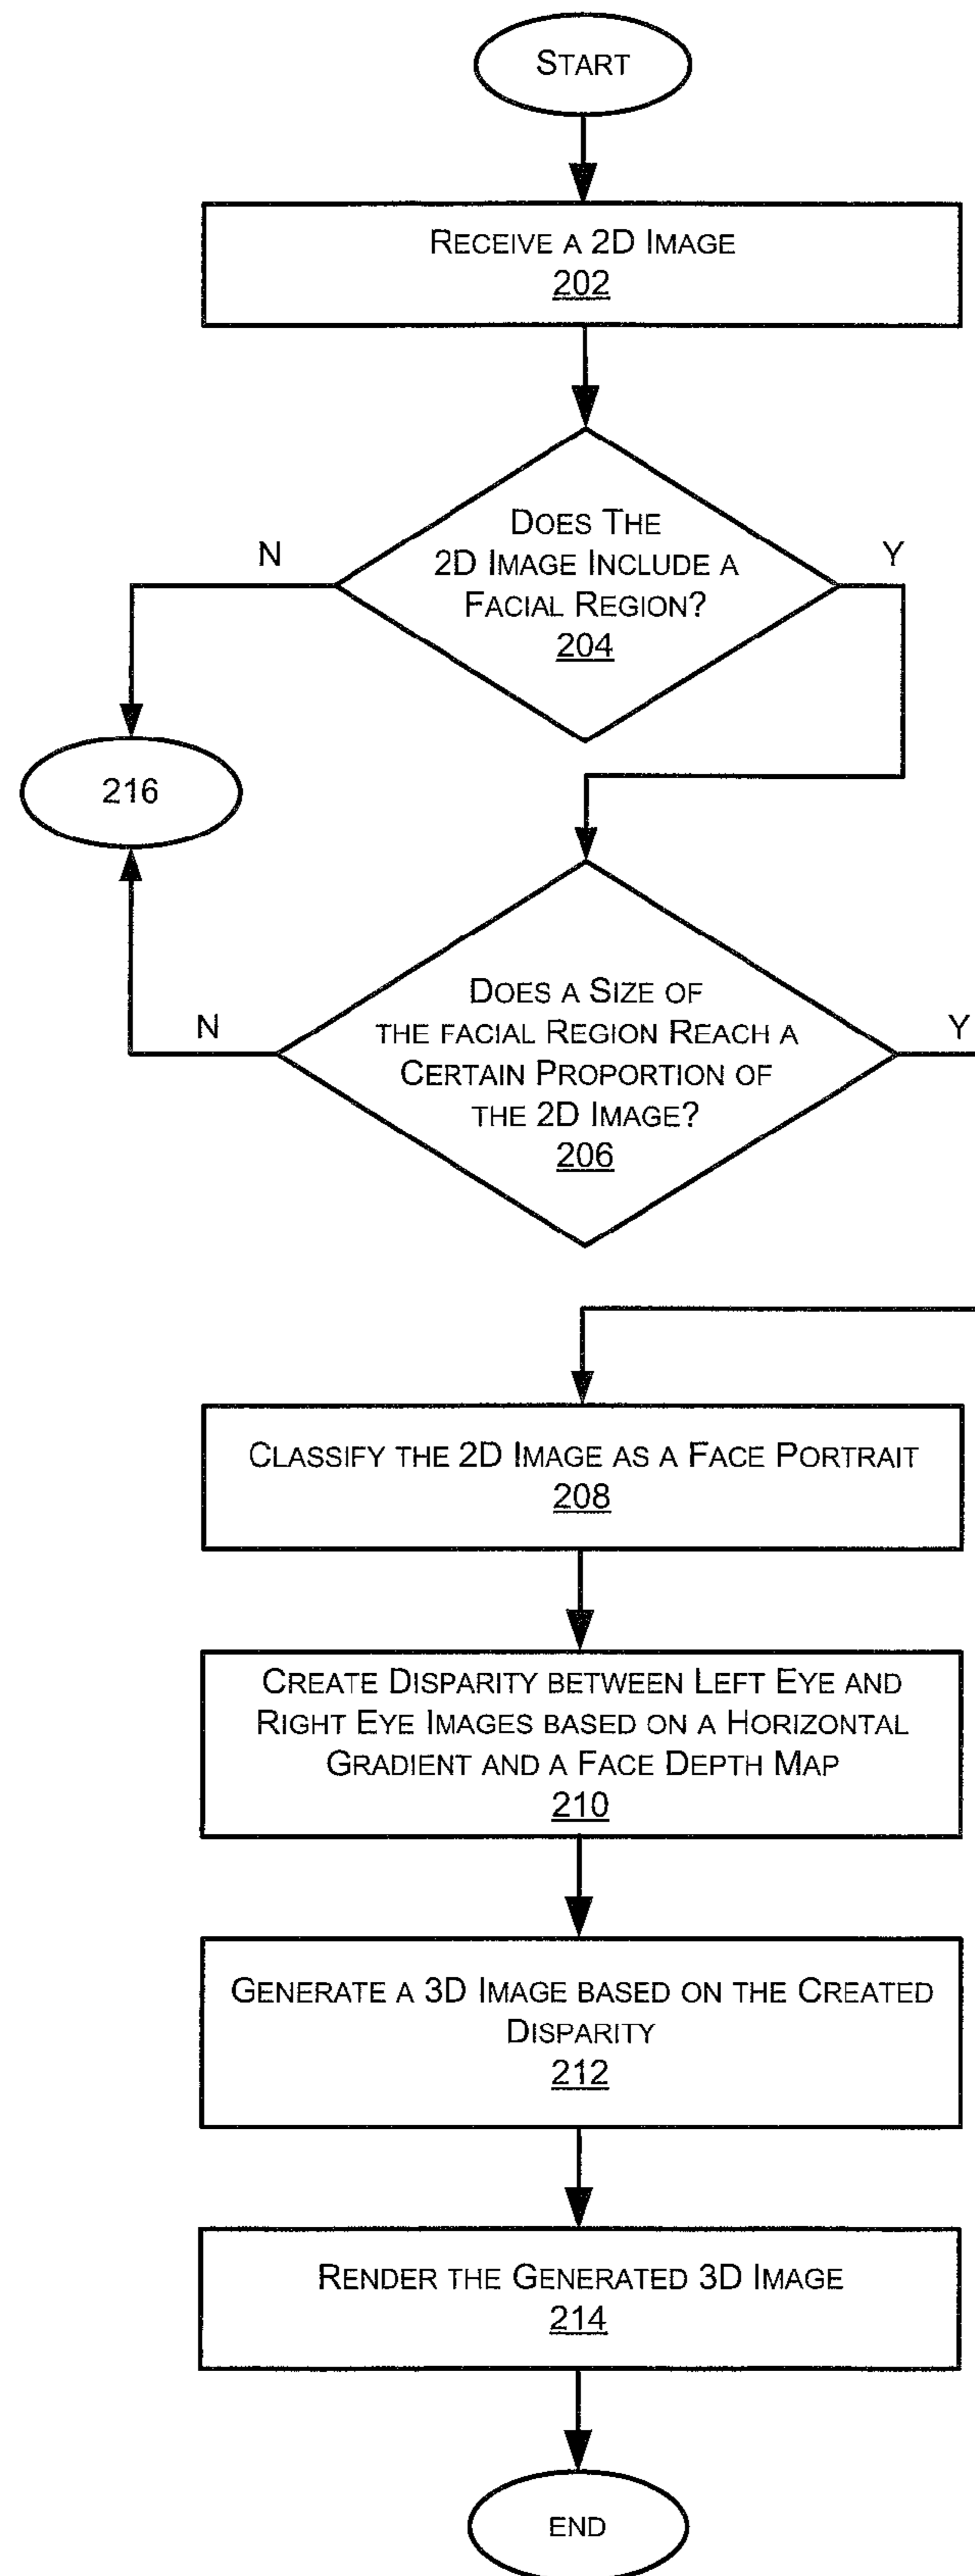 START
RECEIVE A 2D IMAGE
202
DOES THE
2D IMAGE INCLUDE A
FACIAL REGION?
204
N
Y
216
DOES A SIZE OF
THE FACIAL REGION REACH A
CERTAIN PROPORTION OF
THE 2D IMAGE?
206
N
Y
CLASSIFY THE 2D IMAGE AS A FACE PORTRAIT
208
CREATE DISPARITY BETWEEN LEFT EYE AND
RIGHT EYE IMAGES BASED ON A HORIZONTAL
GRADIENT AND A FACE DEPTH MAP
210
GENERATE A 3D IMAGE BASED ON THE CREATED
DISPARITY
212
RENDER THE GENERATED 3D IMAGE
214
END